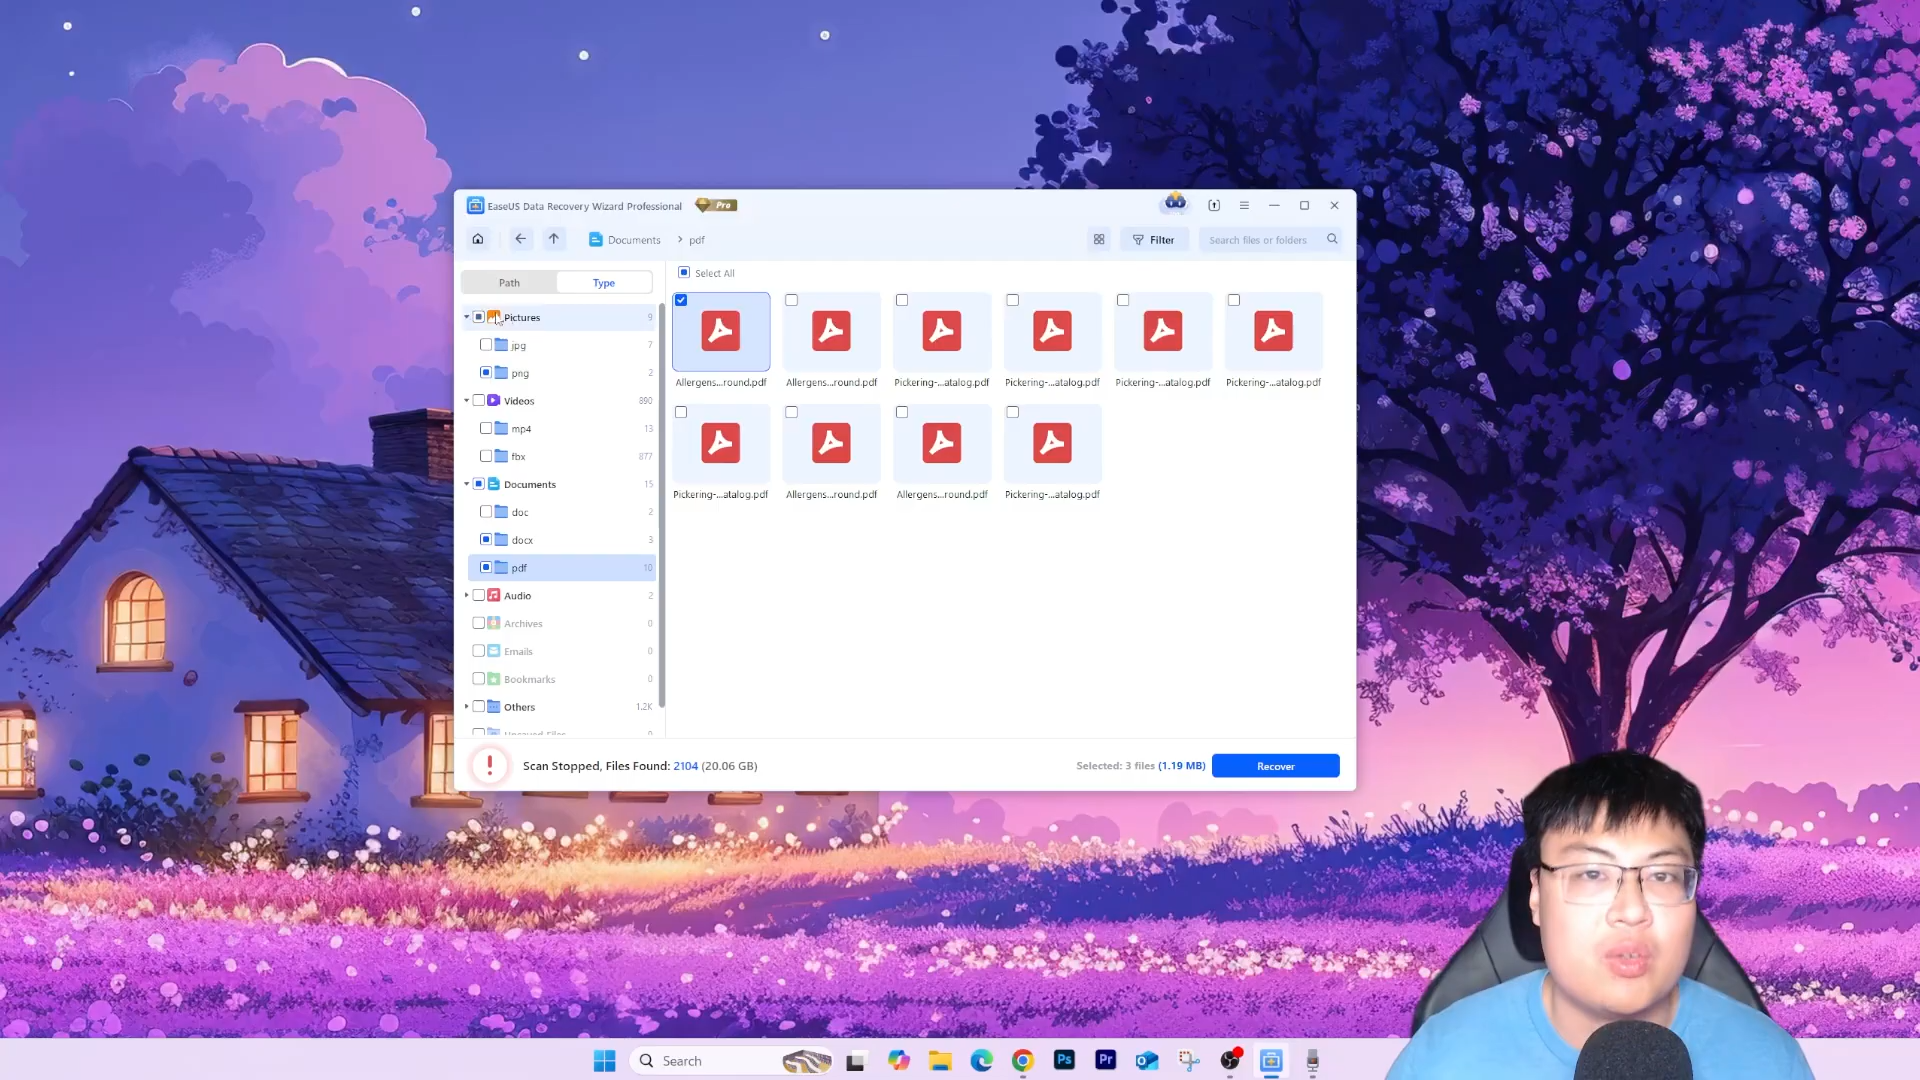 EaseUS Data Recovery Wizard Professional Pro
Documents > pdf
Filter
Search files or folders
Path
Type
Select All
Pictures 9
jpg 7
png 2
Videos 890
mp4 13
fbx 877
Documents 15
doc 2
docx 3
pdf 10
Audio 2
Archives 0
Emails 0
Bookmarks 0
Others 1.2K
Unsaved Files 0
Allergens...round.pdf
Allergens...round.pdf
Pickering-...atalog.pdf
Pickering-...atalog.pdf
Pickering-...atalog.pdf
Pickering-...atalog.pdf
Pickering-...atalog.pdf
Allergens...round.pdf
Allergens...round.pdf
Pickering-...atalog.pdf
Scan Stopped, Files Found: 2104 (20.06 GB)
Selected: 3 files (1.19 MB)
Recover
Search
Ps
Pr